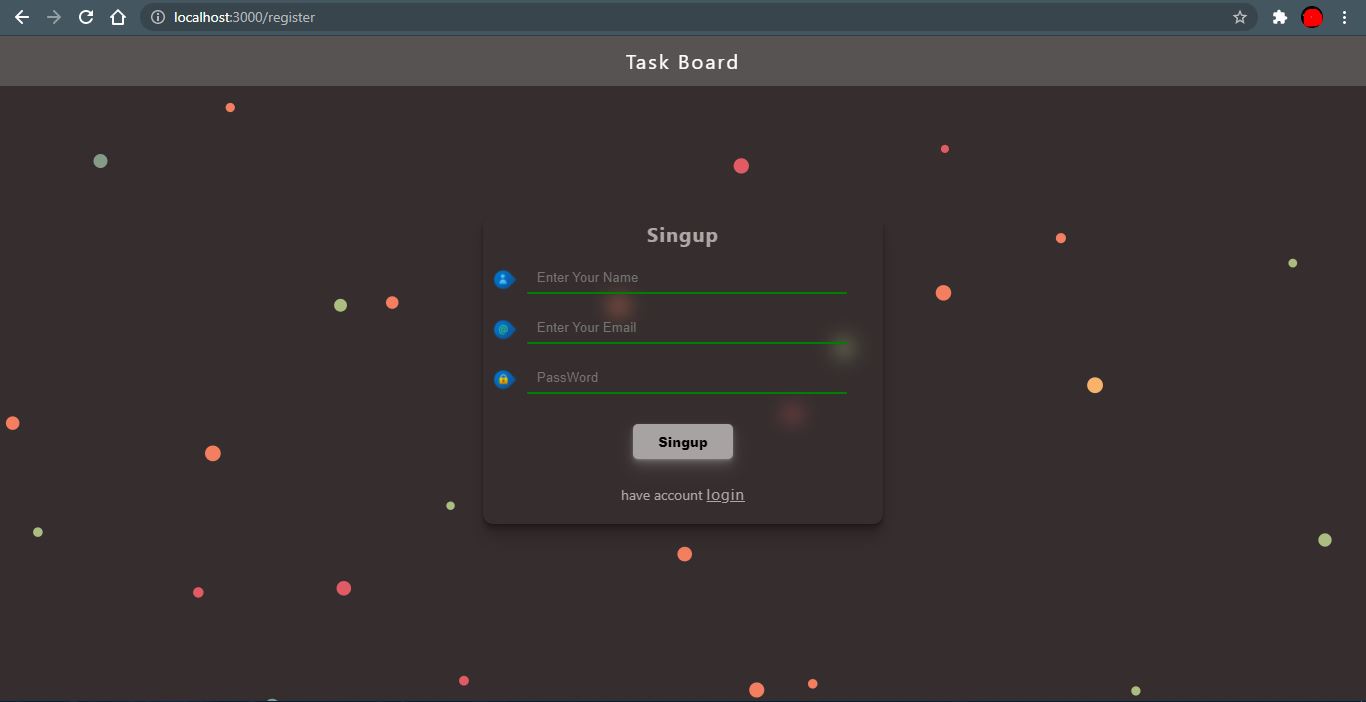 localhost:3000/register
Task Board
Singup
Enter Your Name
@ Enter Your Email
PassWord
Singup
have account login